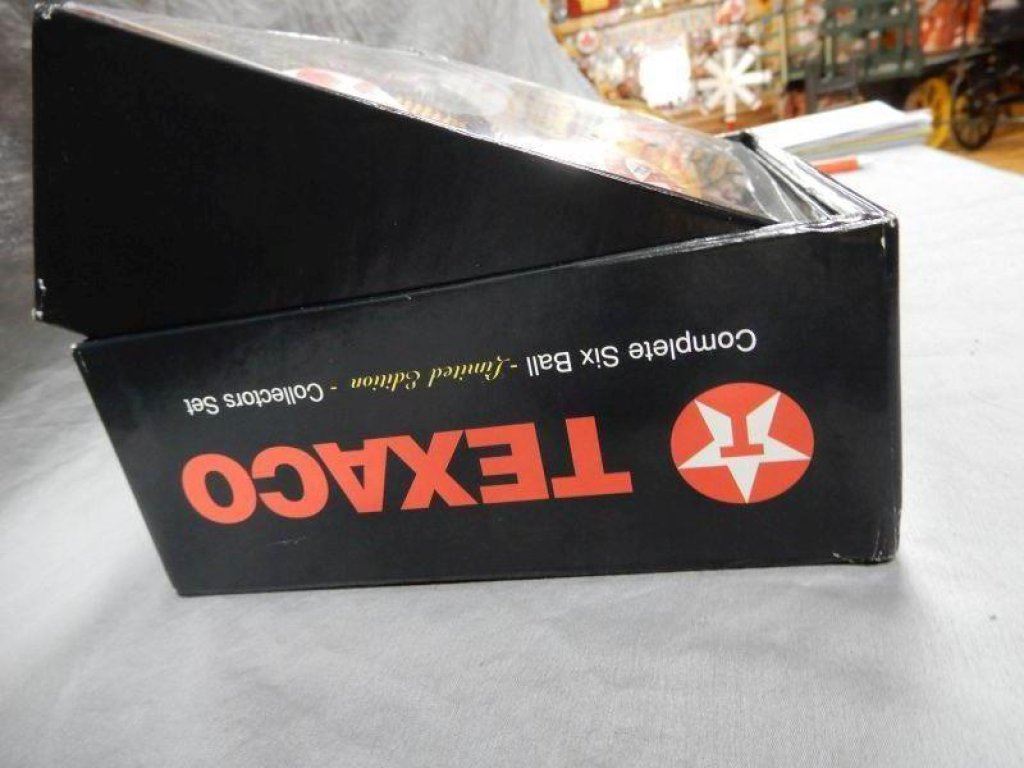 T TEXACO
Complete Six Ball - Limited Edition - Collectors Set